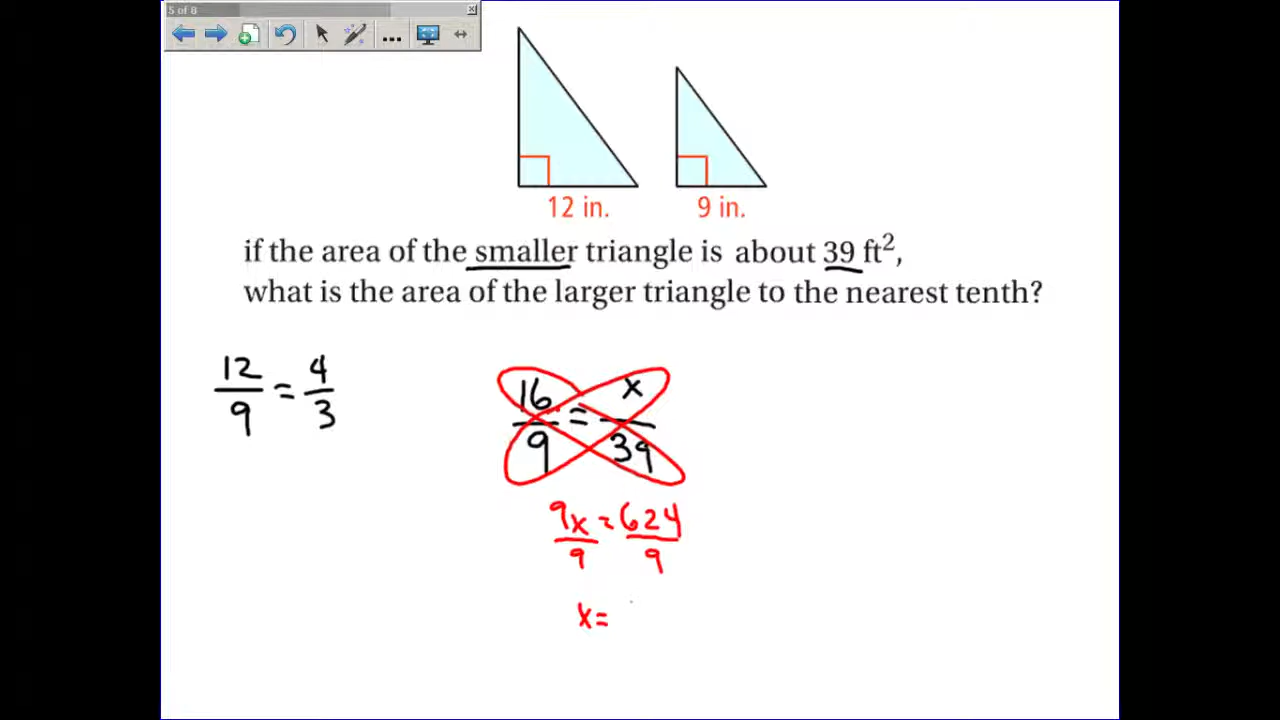 5 of 8
12 in. 9 in.
if the area of the smaller triangle is about 39 ft²,
what is the area of the larger triangle to the nearest tenth?
12/9 = 4/3
16/9 = x/39
9x/9 = 624/9
x=